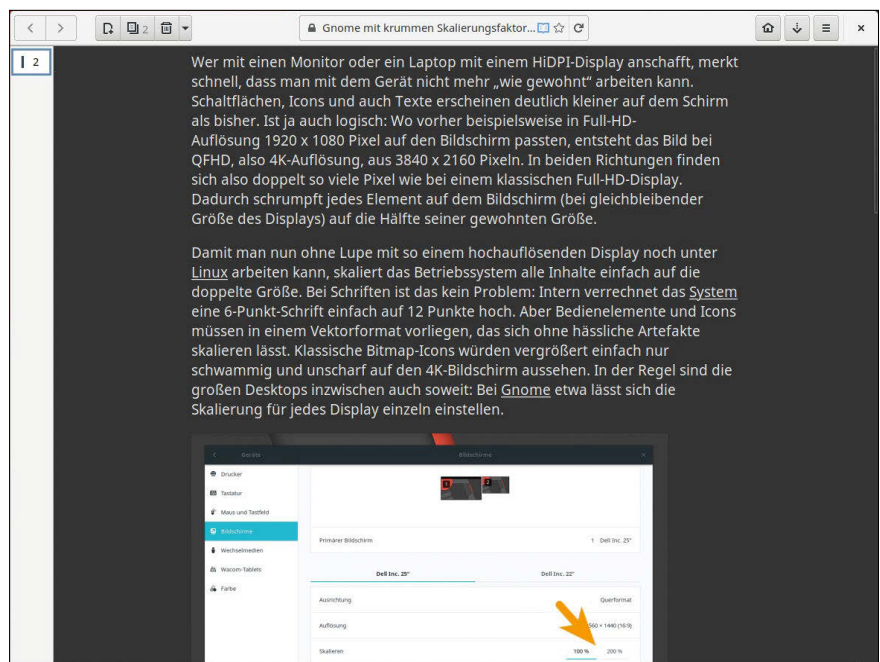 2
Gnome mit krummen Skalierungsfaktor...
2
Wer mit einen Monitor oder ein Laptop mit einem HiDPI-Display anschafft, merkt
schnell, dass man mit dem Gerät nicht mehr „wie gewohnt“ arbeiten kann.
Schaltflächen, Icons und auch Texte erscheinen deutlich kleiner auf dem Schirm
als bisher. Ist ja auch logisch: Wo vorher beispielsweise in Full-HD-
Auflösung 1920 x 1080 Pixel auf den Bildschirm passten, entsteht das Bild bei
QFHD, also 4K-Auflösung, aus 3840 x 2160 Pixeln. In beiden Richtungen finden
sich also doppelt so viele Pixel wie bei einem klassischen Full-HD-Display.
Dadurch schrumpft jedes Element auf dem Bildschirm (bei gleichbleibender
Größe des Displays) auf die Hälfte seiner gewohnten Größe.
Damit man nun ohne Lupe mit so einem hochauflösenden Display noch unter
Linux arbeiten kann, skaliert das Betriebssystem alle Inhalte einfach auf die
doppelte Größe. Bei Schriften ist das kein Problem: Intern verrechnet das System
eine 6-Punkt-Schrift einfach auf 12 Punkte hoch. Aber Bedienelemente und Icons
müssen in einem Vektorformat vorliegen, das sich ohne hässliche Artefakte
skalieren lässt. Klassische Bitmap-Icons würden vergrößert einfach nur
schwammig und unscharf auf den 4K-Bildschirm aussehen. In der Regel sind die
großen Desktops inzwischen auch soweit: Bei Gnome etwa lässt sich die
Skalierung für jedes Display einzeln einstellen.
Geräte Bildschirme
Drucker
Tastatur
Maus und Tastfeld
Bildschirme
Wechselmedien
Wacom-Tablets
Farbe
1 2
Primärer Bildschirm 1 Dell Inc. 25"
Dell Inc. 25" Dell Inc. 22"
Ausrichtung Querformat
Auflösung 560 × 1440 (16:9)
Skalieren 100 % 200 %